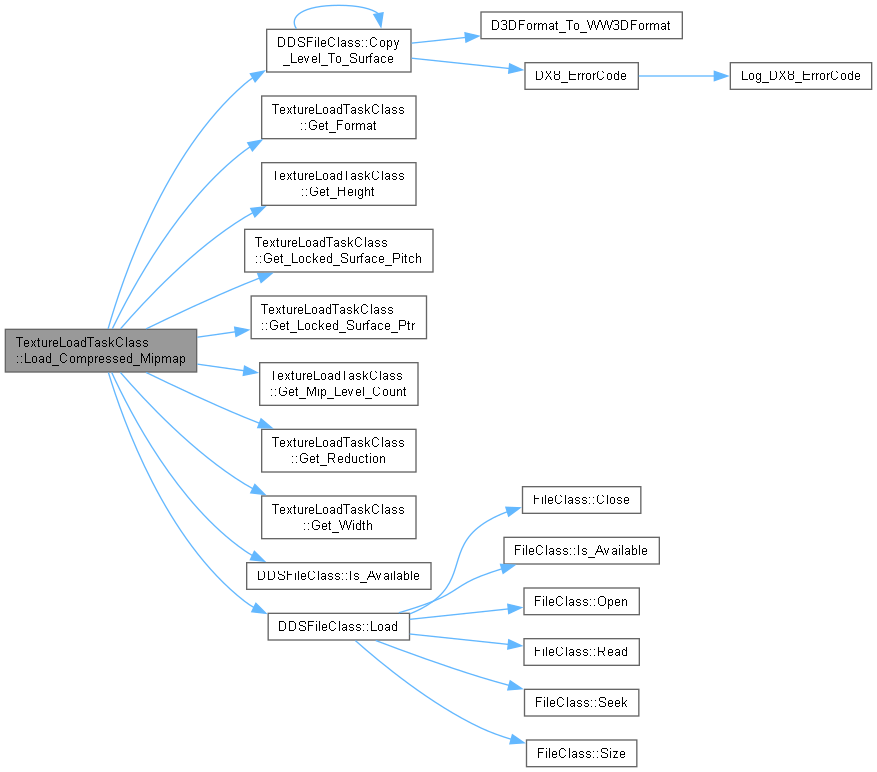 DDSFileClass::Copy
_Level_To_Surface
D3DFormat_To_WW3DFormat
DX8_ErrorCode
Log_DX8_ErrorCode
TextureLoadTaskClass
::Get_Format
TextureLoadTaskClass
::Get_Height
TextureLoadTaskClass
::Get_Locked_Surface_Pitch
TextureLoadTaskClass
::Get_Locked_Surface_Ptr
TextureLoadTaskClass
::Load_Compressed_Mipmap
TextureLoadTaskClass
::Get_Mip_Level_Count
TextureLoadTaskClass
::Get_Reduction
TextureLoadTaskClass
::Get_Width
DDSFileClass::Is_Available
DDSFileClass::Load
FileClass::Close
FileClass::Is_Available
FileClass::Open
FileClass::Read
FileClass::Seek
FileClass::Size